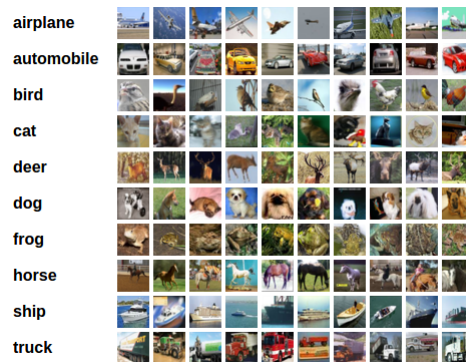 airplane
automobile
bird
cat
deer
dog
frog
horse
ship
truck